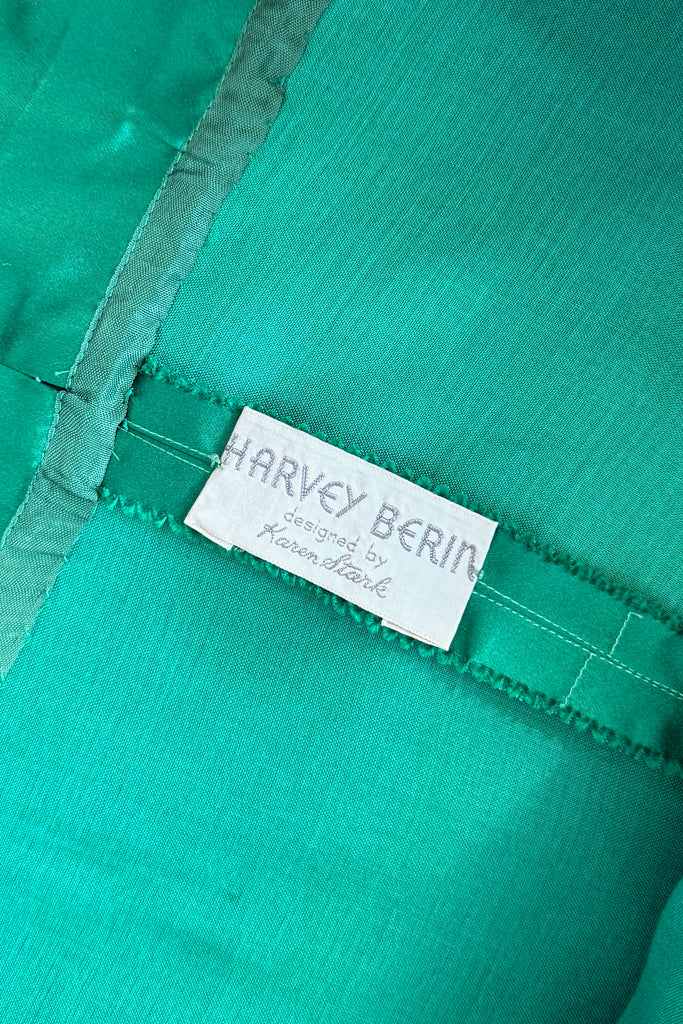 HARVEY BERIN
designed by
Karen Stark